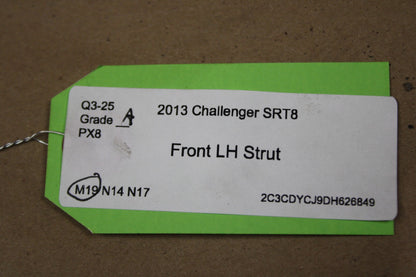 Q3-25
Grade A
PX8
2013 Challenger SRT8
Front LH Strut
M19 N14 N17
2C3CDYCJ9DH626849